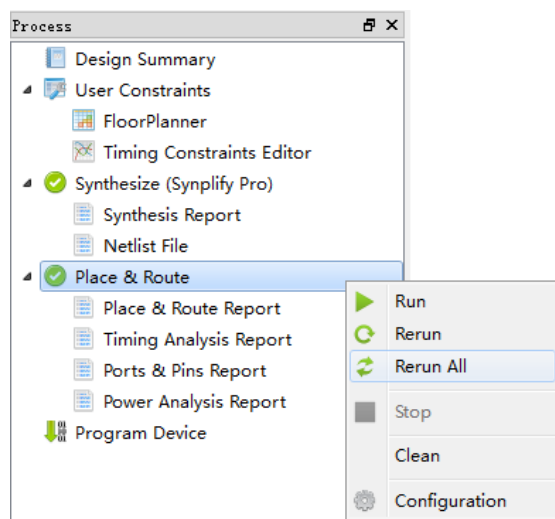 Process
Design Summary
User Constraints
FloorPlanner
Timing Constraints Editor
Synthesize (Synplify Pro)
Synthesis Report
Netlist File
Place & Route
Place & Route Report
Timing Analysis Report
Ports & Pins Report
Power Analysis Report
Program Device
Run
Rerun
Rerun All
Stop
Clean
Configuration